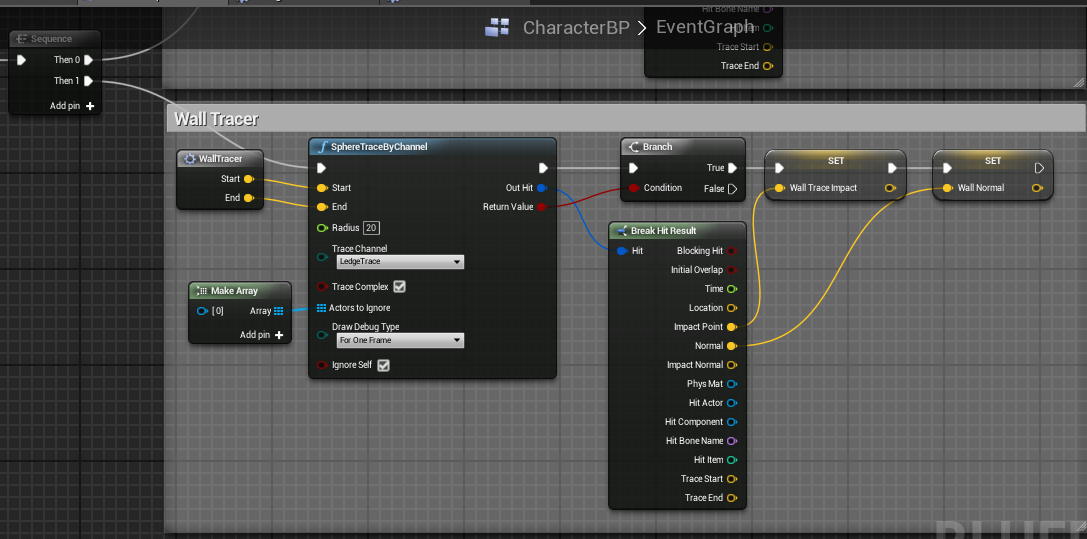 CharacterBP > EventGraph
Hit Bone Name
Hit Item
Trace Start
Trace End
Sequence
Then 0
Then 1
Add pin +
Wall Tracer
WallTracer
Start
End
SphereTraceByChannel
Start
Out Hit
End
Return Value
Radius 20
Trace Channel
LedgeTrace
Trace Complex
Actors to Ignore
Draw Debug Type
For One Frame
Ignore Self
Make Array
[0]
Array
Add pin +
Branch
True
Condition
False
Break Hit Result
Hit
Blocking Hit
Initial Overlap
Time
Location
Impact Point
Normal
Impact Normal
Phys Mat
Hit Actor
Hit Component
Hit Bone Name
Hit Item
Trace Start
Trace End
SET
Wall Trace Impact
SET
Wall Normal